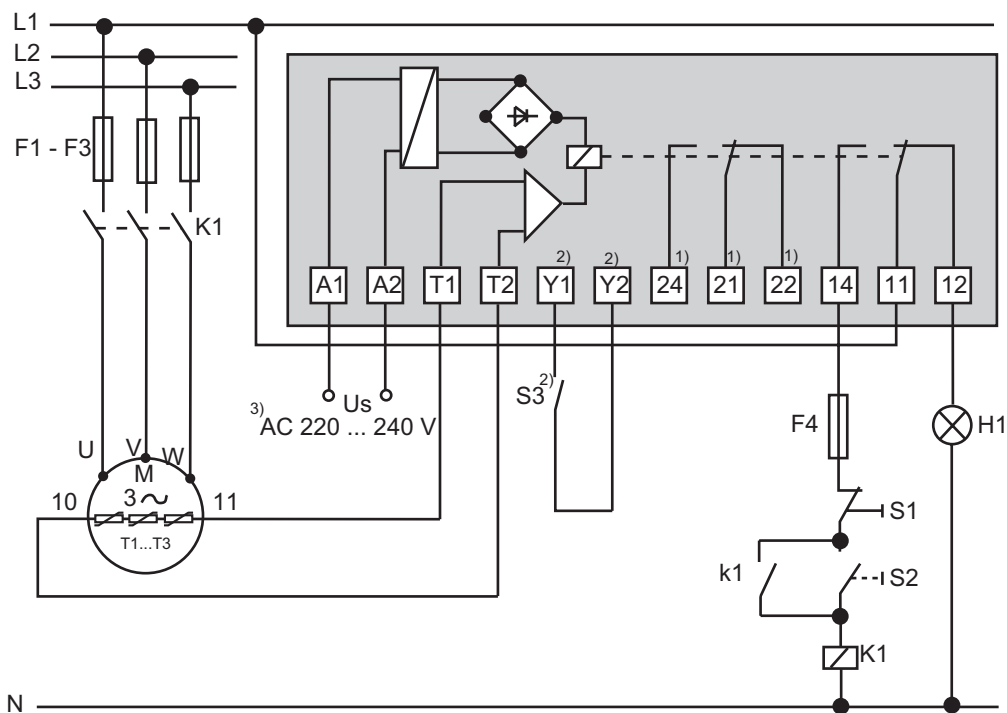 L1
L2
L3
F1 - F3
K1
2) 2) 1) 1) 1)
A1 A2 T1 T2 Y1 Y2 24 21 22 14 11 12
S3 2)
Us
3) AC 220 ... 240 V
F4
H1
U V W
M
3
10 11
T1...T3
S1
k1
S2
K1
N